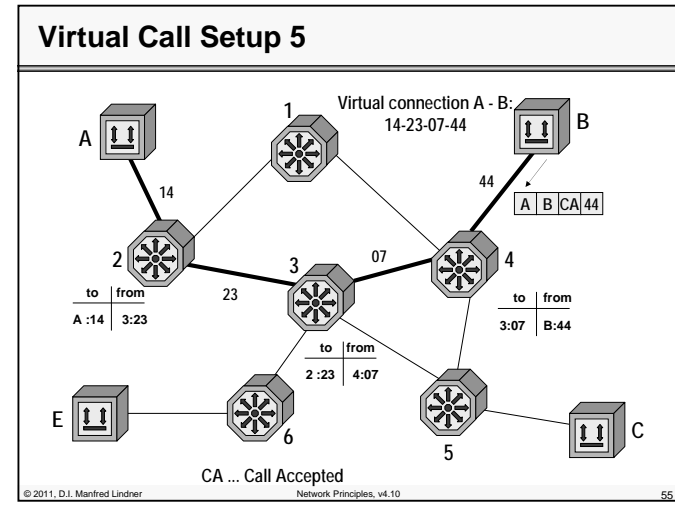 Virtual Call Setup 5
Virtual connection A - B:
14-23-07-44
A
1
B
14
44
A B CA 44
2
3
07
4
23
to from
A :14 3:23
to from
3:07 B:44
to from
2 :23 4:07
E
6
5
C
CA ... Call Accepted
© 2011, D.I. Manfred Lindner
Network Principles, v4.10
55